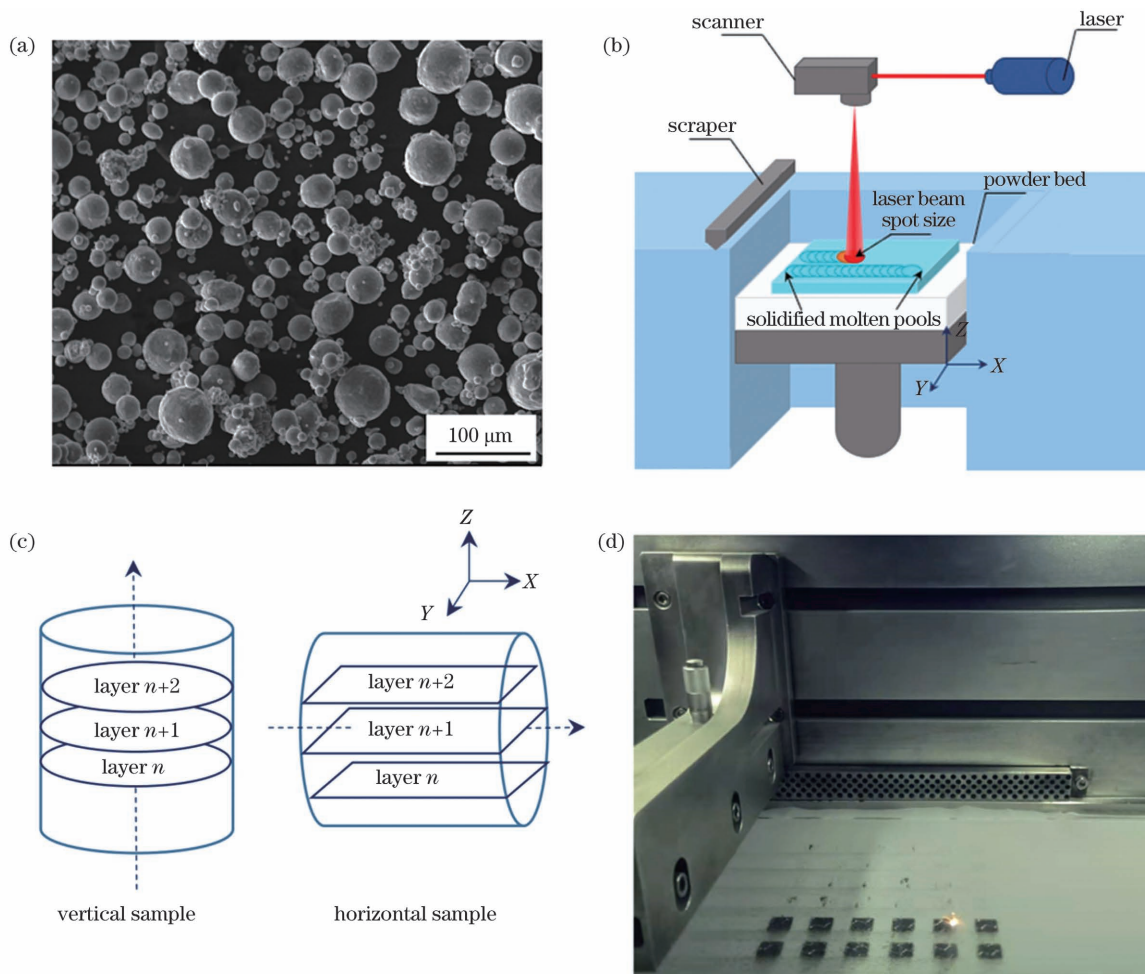 (a)
100 μm
(b)
scanner
laser
scraper
powder bed
laser beam
spot size
solidified molten pools
Z
X
Y
(c)
Z
X
Y
layer n+2
layer n+1
layer n
vertical sample
layer n+2
layer n+1
layer n
horizontal sample
(d)